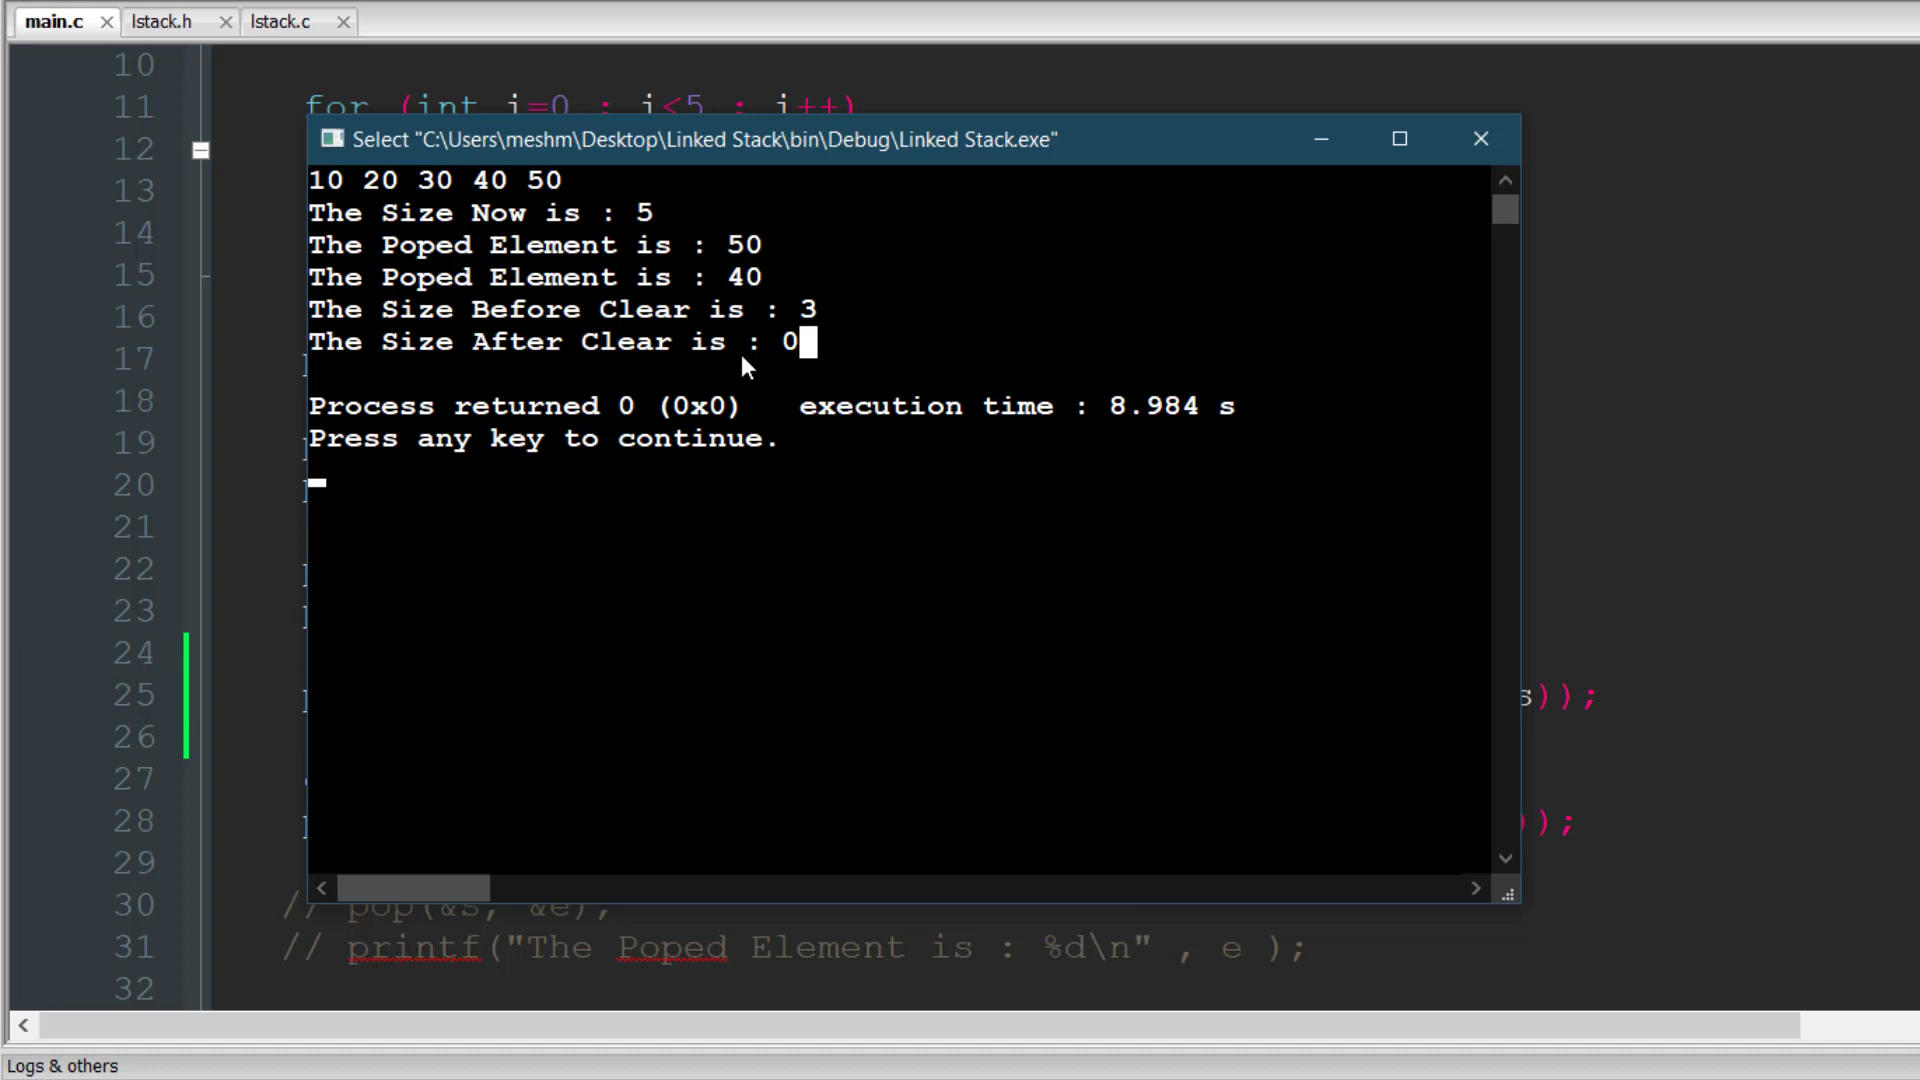 main.c lstack.h lstack.c
10
11 for (int i=0 ; i<5 ; i++)
Select "C:\Users\meshm\Desktop\Linked Stack\bin\Debug\Linked Stack.exe"
12
13
14
15
16
17
18
19
20
21
22
23
24
25 s));
26
27
28 ));
29
10 20 30 40 50
The Size Now is : 5
The Poped Element is : 50
The Poped Element is : 40
The Size Before Clear is : 3
The Size After Clear is : 0
Process returned 0 (0x0) execution time : 8.984 s
Press any key to continue.
30 // pop(&s, &e);
31 // printf("The Poped Element is : %d\n" , e );
32
Logs & others